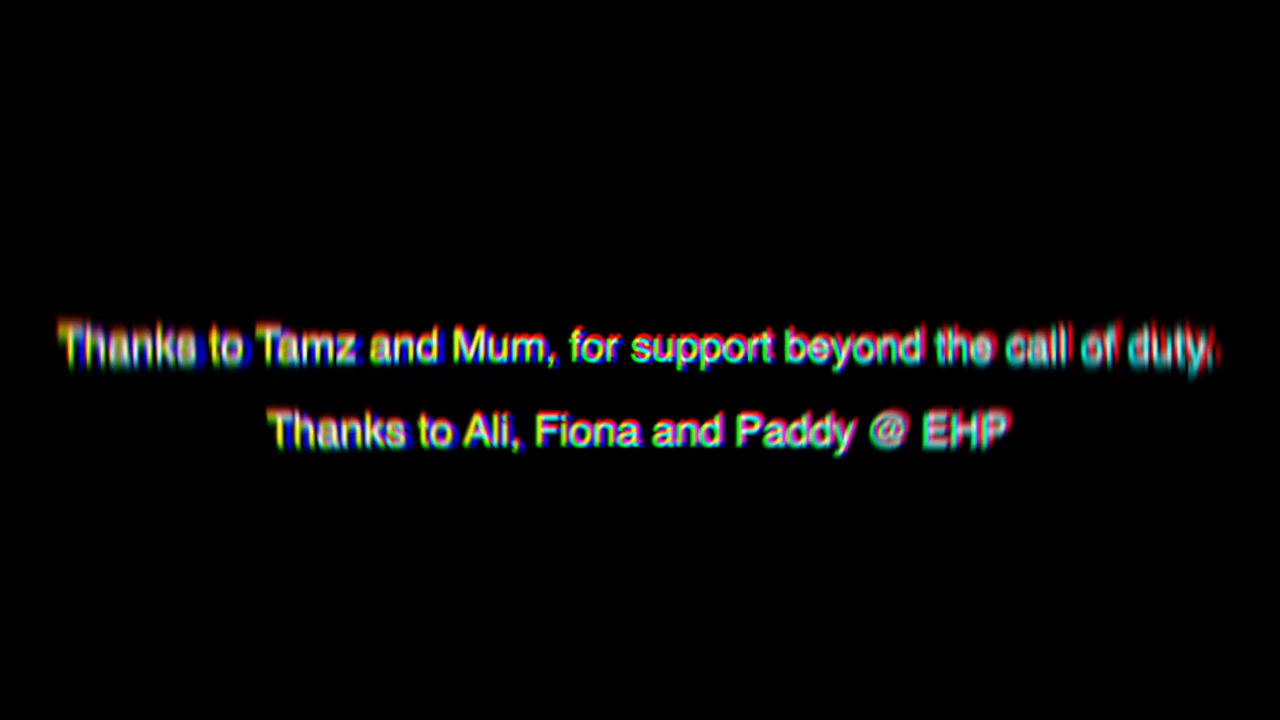 Thanks to Tamz and Mum, for support beyond the call of duty.
Thanks to Ali, Fiona and Paddy @ EHP